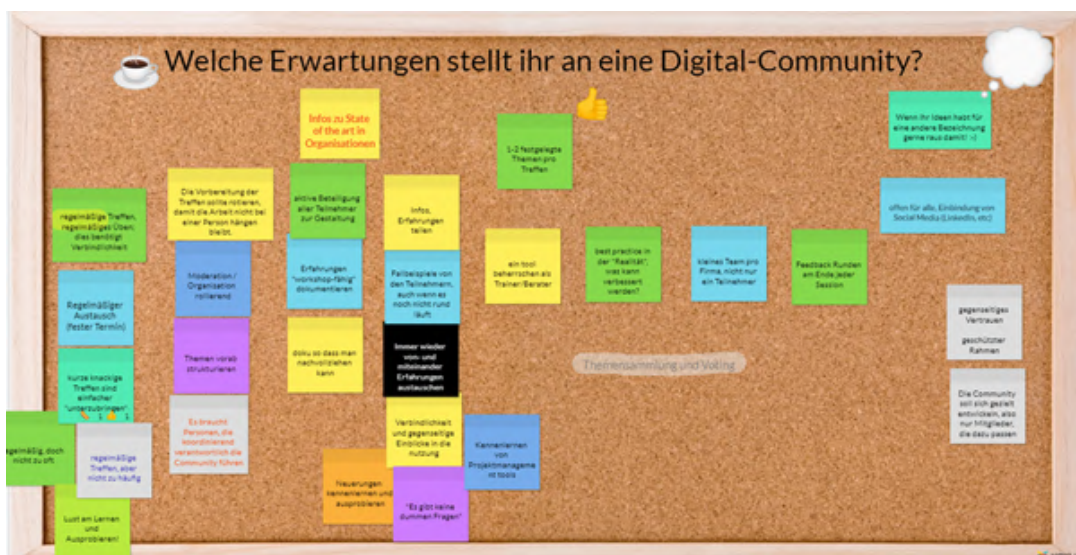 Welche Erwartungen stellt ihr an eine Digital-Community?
Infos zu State
of the art in
Organisationen
1-2 festgelegte
Themen pro
Treffen
Wenn ihr Ideen habt für
eine andere Bezeichnung
gerne raus damit! :-)
regelmäßige Treffen,
regelmäßiges Üben;
dies benötigt
Verbindlichkeit
Die Vorbereitung der
Treffen sollte rotieren,
damit die Arbeit nicht bei
einer Person hängen
bleibt.
aktive Beteiligung
aller Teilnehmer
zur Gestaltung
Infos,
Erfahrungen
teilen
offen für alle, Einbindung von
Social Media (LinkedIn, etc)
Regelmäßiger
Austausch
(fester Termin)
Moderation /
Organisation
rollierend
Erfahrungen
"workshop-fähig"
dokumentieren
Fallbeispiele von
den Teilnehmern,
auch wenn es
noch nicht rund
läuft
ein tool
beherrschen als
Trainer/Berater
best practice in
der "Realität",
was kann
verbessert
werden?
kleines Team pro
Firma, nicht nur
ein Teilnehmer
Feedback Runden
am Ende jeder
Session
kurze knackige
Treffen sind
einfacher
"unterzubringen"
1 1
Themen vorab
strukturieren
doku so dass man
nachvollziehen
kann
Immer wieder
von- und
miteinander
Erfahrungen
austauschen
Themensammlung und Voting
gegenseitiges
Vertrauen
geschützter
Rahmen
egelmäßig, doch
nicht zu oft
regelmäßige
Treffen, aber
nicht zu häufig
Es braucht
Personen, die
koordinierend
verantwortlich die
Community führen
Verbindlichkeit
und gegenseitige
Einblicke in die
nutzung
Kennenlernen
von
Projektmanageme
nt tools
Die Community
soll sich gezielt
entwickeln, also
nur Mitglieder,
die dazu passen
Lust am Lernen
und
Ausprobieren!
Neuerungen
kennenlernen und
ausprobieren
"Es gibt keine
dummen Fragen"